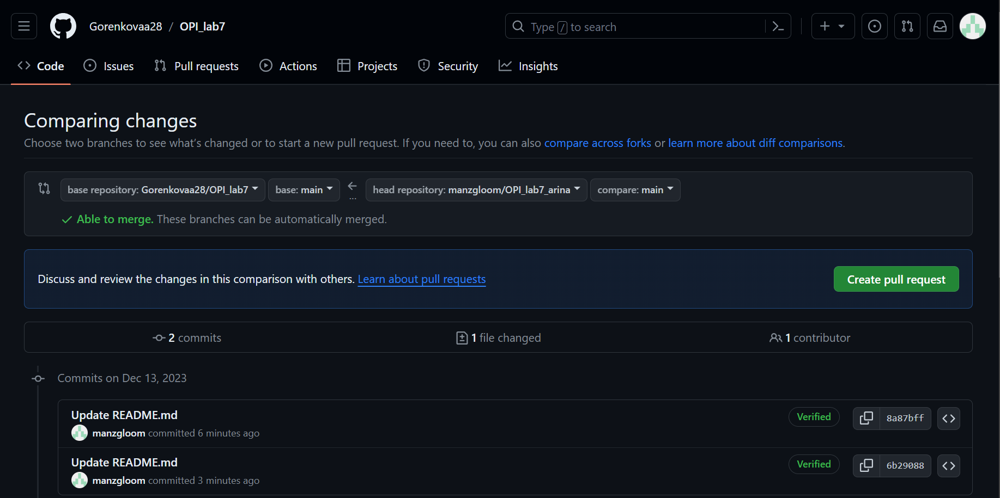 Gorenkovaa28 / OPI_lab7
Type / to search
Code Issues Pull requests Actions Projects Security Insights
Comparing changes
Choose two branches to see what’s changed or to start a new pull request. If you need to, you can also compare across forks or learn more about diff comparisons.
base repository: Gorenkovaa28/OPI_lab7 base: main ... head repository: manzgloom/OPI_lab7_arina compare: main
Able to merge. These branches can be automatically merged.
Discuss and review the changes in this comparison with others. Learn about pull requests Create pull request
2 commits 1 file changed 1 contributor
Commits on Dec 13, 2023
Update README.md Verified 8a87bff
manzgloom committed 6 minutes ago
Update README.md Verified 6b29088
manzgloom committed 3 minutes ago